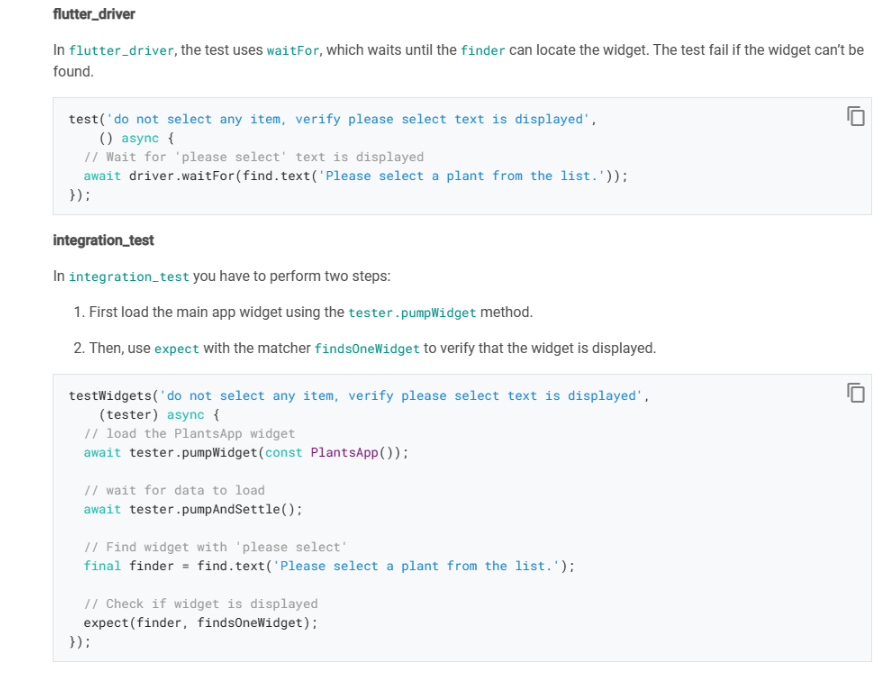 flutter_driver
In flutter_driver, the test uses waitFor, which waits until the finder can locate the widget. The test fail if the widget can't be
found.
test('do not select any item, verify please select text is displayed',
    () async {
  // Wait for 'please select' text is displayed
  await driver.waitFor(find.text('Please select a plant from the list.'));
});
integration_test
In integration_test you have to perform two steps:
1. First load the main app widget using the tester.pumpWidget method.
2. Then, use expect with the matcher findsOneWidget to verify that the widget is displayed.
testWidgets('do not select any item, verify please select text is displayed',
    (tester) async {
  // load the PlantsApp widget
  await tester.pumpWidget(const PlantsApp());
  // wait for data to load
  await tester.pumpAndSettle();
  // Find widget with 'please select'
  final finder = find.text('Please select a plant from the list.');
  // Check if widget is displayed
  expect(finder, findsOneWidget);
});